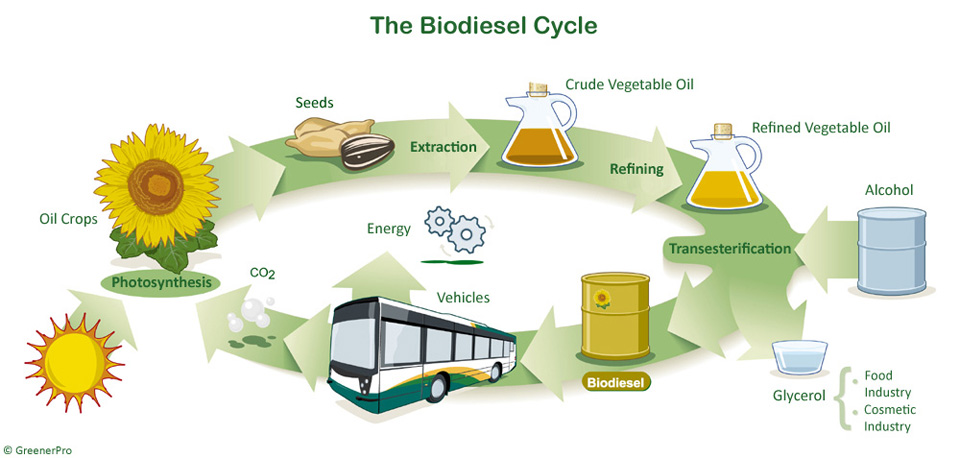 The Biodiesel Cycle
Seeds
Crude Vegetable Oil
Extraction
Refined Vegetable Oil
Refining
Oil Crops
Alcohol
Energy
Transesterification
Photosynthesis
CO2
Vehicles
Biodiesel
Glycerol
· Food
Industry
· Cosmetic
Industry
© GreenerPro